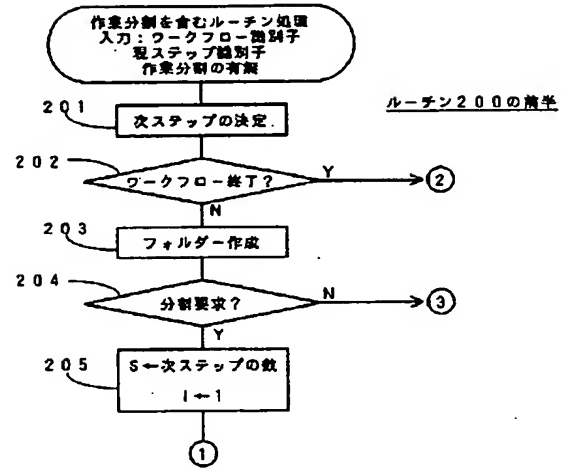 作業分割を含むルーチン処理
入力：ワークフロー識別子
現ステップ識別子
作業分割の有無
ルーチン200の前半
201
次ステップの決定
202
ワークフロー終了？
Y
②
N
203
フォルダー作成
204
分割要求？
N
③
Y
205
S←次ステップの数
I←1
①